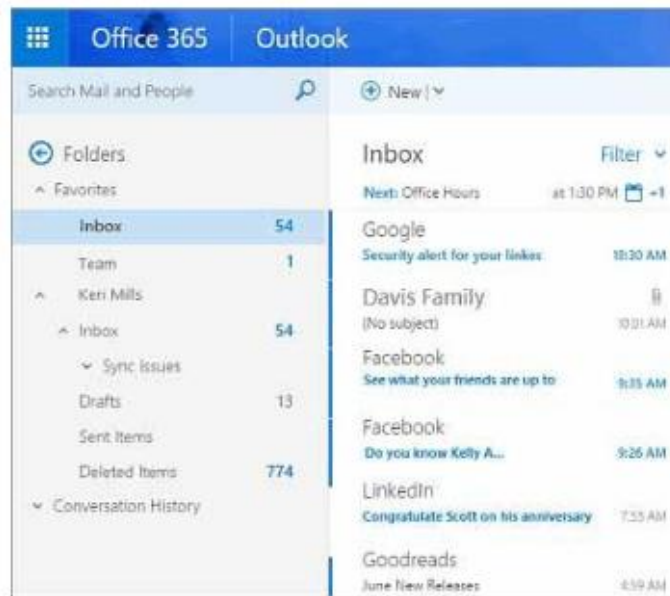 Office 365 Outlook
Search Mail and People
New
Folders
Favorites
Inbox 54
Team 1
Keri Mills
Inbox 54
Sync Issues
Drafts 13
Sent Items
Deleted Items 774
Conversation History
Inbox Filter
Next: Office Hours at 1:30 PM +1
Google
Security alert for your linkec 10:30 AM
Davis Family
(No subject) 10:01 AM
Facebook
See what your friends are up to 9:35 AM
Facebook
Do you know Kelly A... 9:26 AM
LinkedIn
Congratulate Scott on his anniversary 7:55 AM
Goodreads
June New Releases 4:59 AM